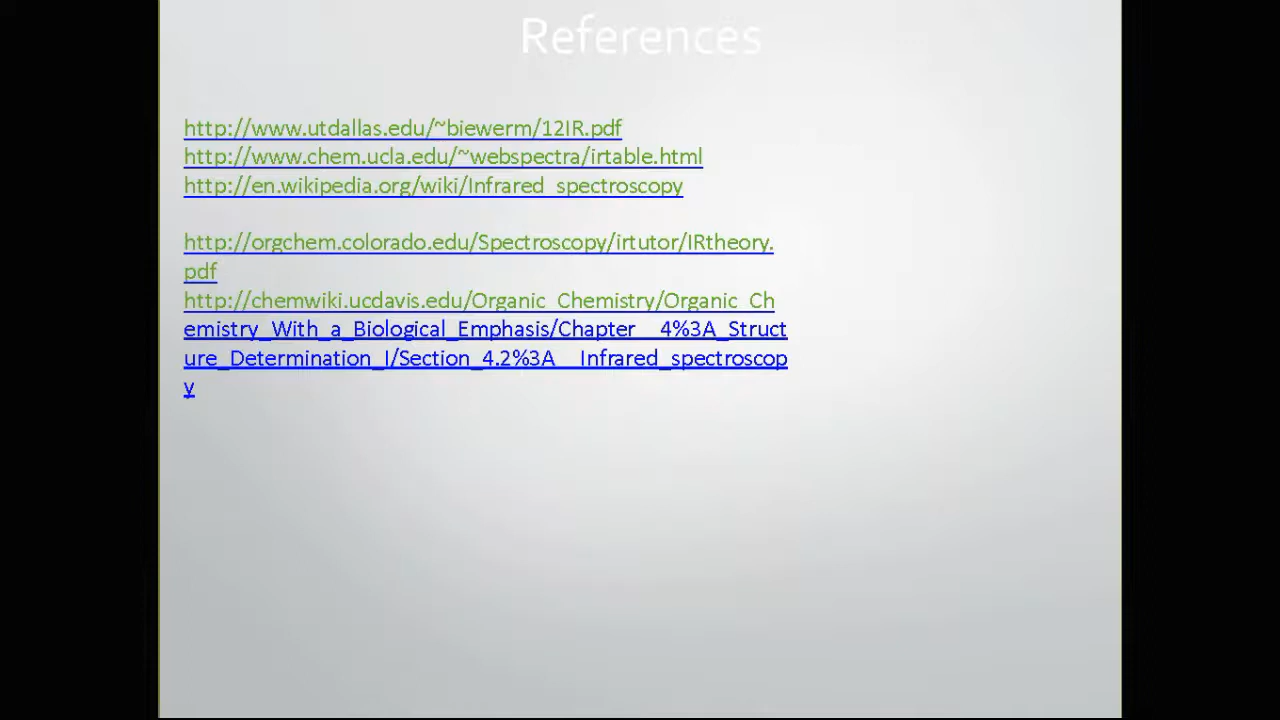 References
http://www.utdallas.edu/~biewerm/12IR.pdf
http://www.chem.ucla.edu/~webspectra/irtable.html
http://en.wikipedia.org/wiki/Infrared_spectroscopy
http://orgchem.colorado.edu/Spectroscopy/irtutor/IRtheory.
pdf
http://chemwiki.ucdavis.edu/Organic_Chemistry/Organic_Ch
emistry_With_a_Biological_Emphasis/Chapter__4%3A_Struct
ure_Determination_I/Section_4.2%3A__Infrared_spectroscop
y